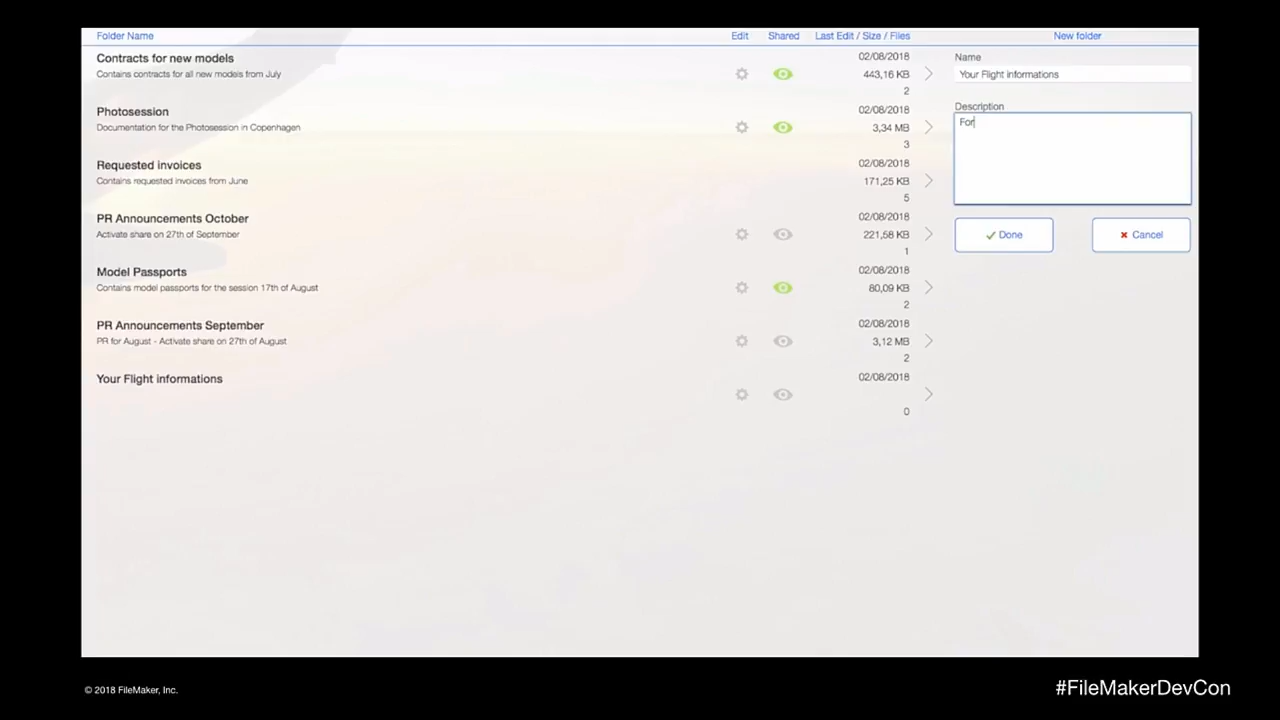 Folder Name Edit Shared Last Edit / Size / Files New folder
Contracts for new models
Contains contracts for all new models from July
02/08/2018
443,16 KB
2
Photosession
Documentation for the Photosession in Copenhagen
02/08/2018
3,34 MB
3
Requested invoices
Contains requested invoices from June
02/08/2018
171,25 KB
5
PR Announcements October
Activate share on 27th of September
02/08/2018
221,58 KB
1
Model Passports
Contains model passports for the session 17th of August
02/08/2018
80,09 KB
2
PR Announcements September
PR for August - Activate share on 27th of August
02/08/2018
3,12 MB
2
Your Flight informations
02/08/2018
0
Name
Your Flight informations
Description
For
Done Cancel
© 2018 FileMaker, Inc.
#FileMakerDevCon